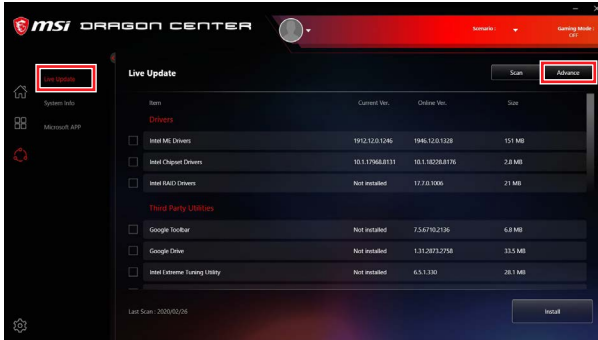 msi DRAGON CENTER
Scenario :
Gaming Mode :
OFF
Live Update
System Info
Microsoft APP
Live Update
Scan
Advance
Item Current Ver. Online Ver. Size
Drivers
Intel ME Drivers 1912.12.0.1246 1946.12.0.1328 151 MB
Intel Chipset Drivers 10.1.17968.8131 10.1.18228.8176 2.8 MB
Intel RAID Drivers Not installed 17.7.0.1006 21 MB
Third Party Utilities
Google Toolbar Not installed 7.5.6710.2136 6.8 MB
Google Drive Not installed 1.31.2873.2758 33.5 MB
Intel Extreme Tuning Utility Not installed 6.5.1.330 28.1 MB
Last Scan : 2020/02/26
Install